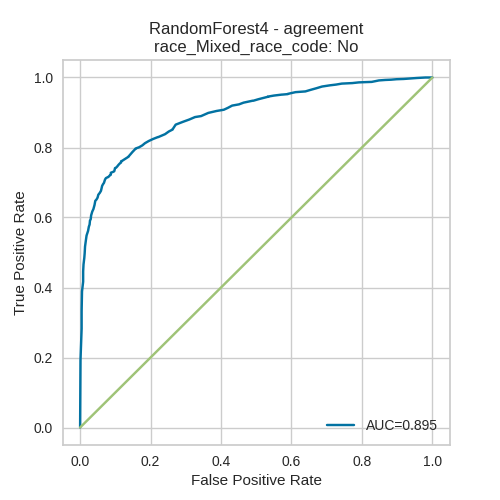 RandomForest4 - agreement
race_Mixed_race_code: No
1.0
0.8
0.6
0.4
0.2
0.0
True Positive Rate
AUC=0.895
0.0 0.2 0.4 0.6 0.8 1.0
False Positive Rate